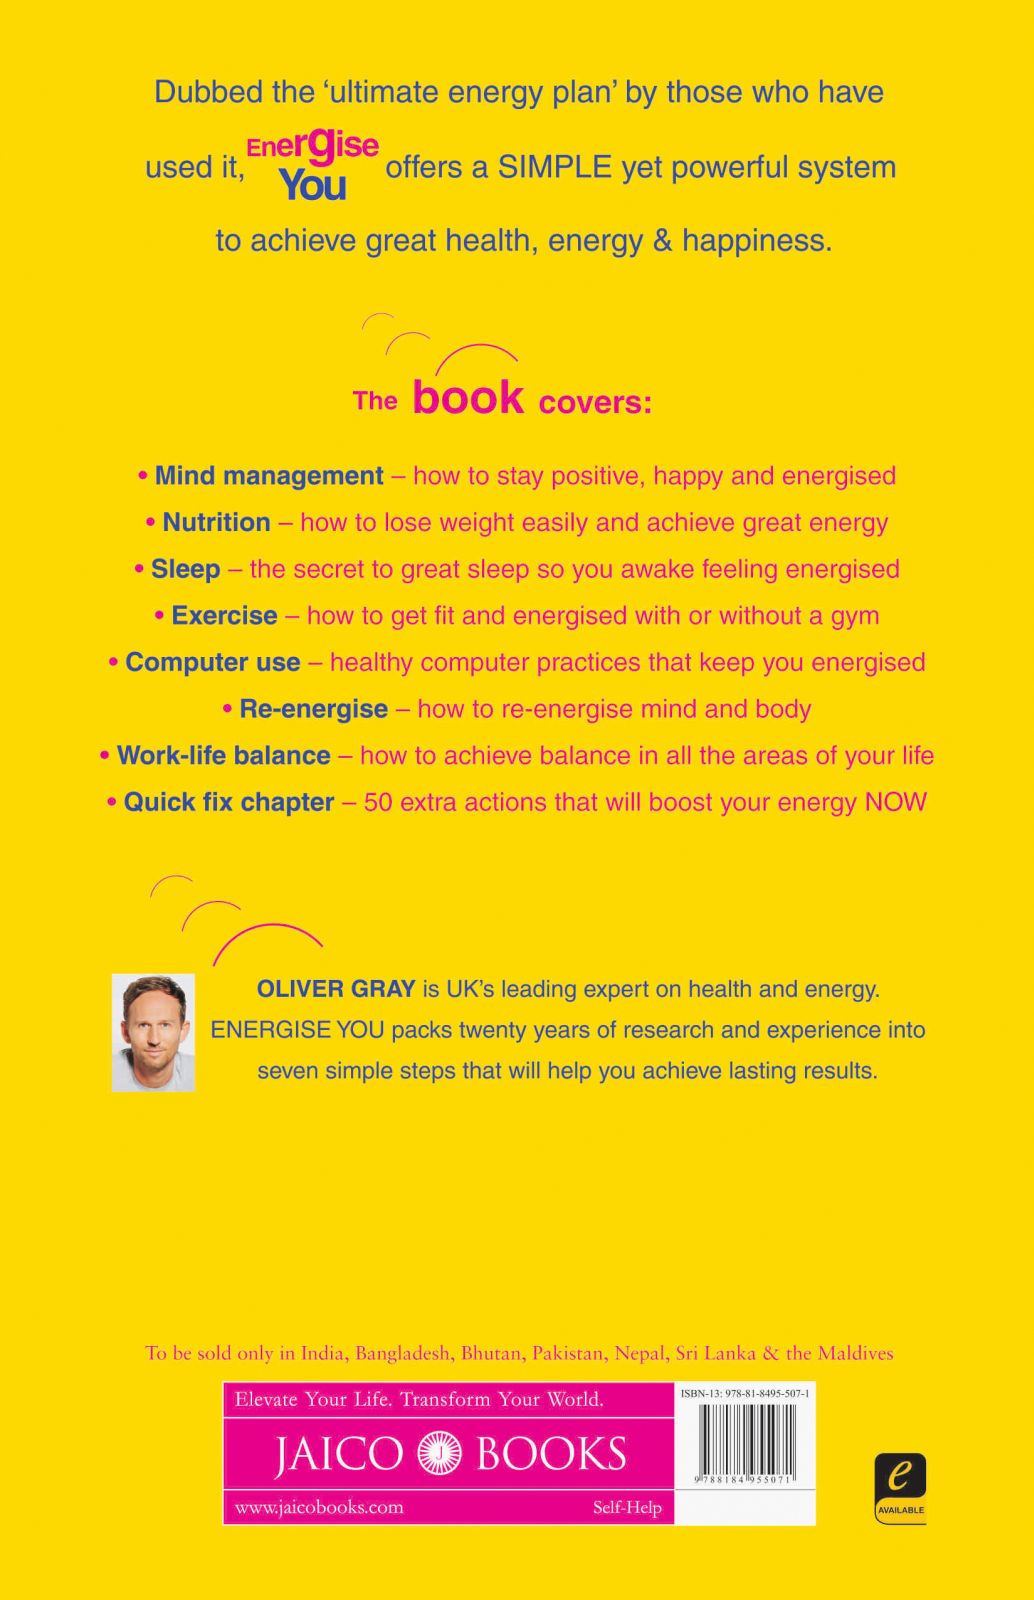 Dubbed the ‘ultimate energy plan’ by those who have
used it, Energise You offers a SIMPLE yet powerful system
to achieve great health, energy & happiness.
The book covers:
• Mind management – how to stay positive, happy and energised
• Nutrition – how to lose weight easily and achieve great energy
• Sleep – the secret to great sleep so you awake feeling energised
• Exercise – how to get fit and energised with or without a gym
• Computer use – healthy computer practices that keep you energised
• Re-energise – how to re-energise mind and body
• Work-life balance – how to achieve balance in all the areas of your life
• Quick fix chapter – 50 extra actions that will boost your energy NOW
OLIVER GRAY is UK’s leading expert on health and energy.
ENERGISE YOU packs twenty years of research and experience into
seven simple steps that will help you achieve lasting results.
To be sold only in India, Bangladesh, Bhutan, Pakistan, Nepal, Sri Lanka & the Maldives
Elevate Your Life. Transform Your World.
JAICO J BOOKS
www.jaicobooks.com Self-Help
ISBN-13: 978-81-8495-507-1
9 788184 955071
e
AVAILABLE